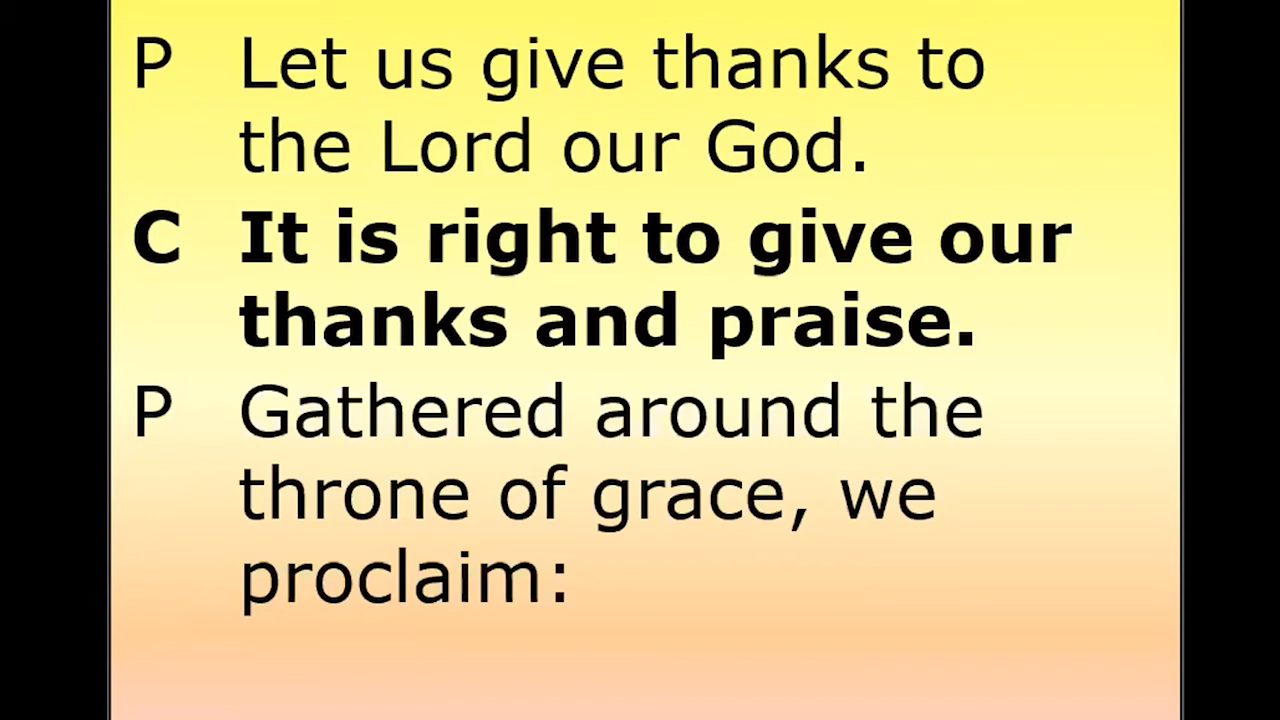 P Let us give thanks to
the Lord our God.
C It is right to give our
thanks and praise.
P Gathered around the
throne of grace, we
proclaim: